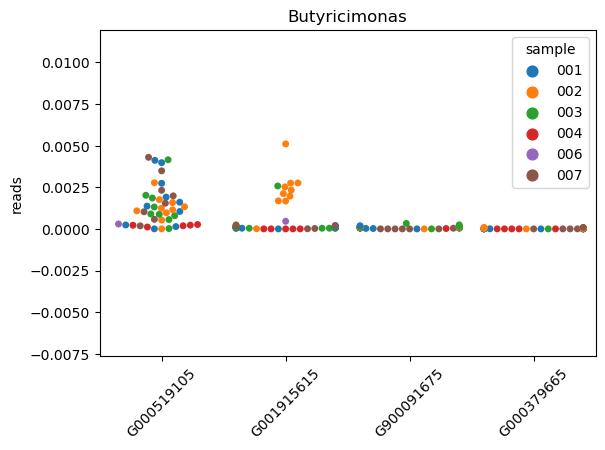 Butyricimonas
reads
0.0100
0.0075
0.0050
0.0025
0.0000
−0.0025
−0.0050
−0.0075
sample
001
002
003
004
006
007
G000519105
G001915615
G900091675
G000379665